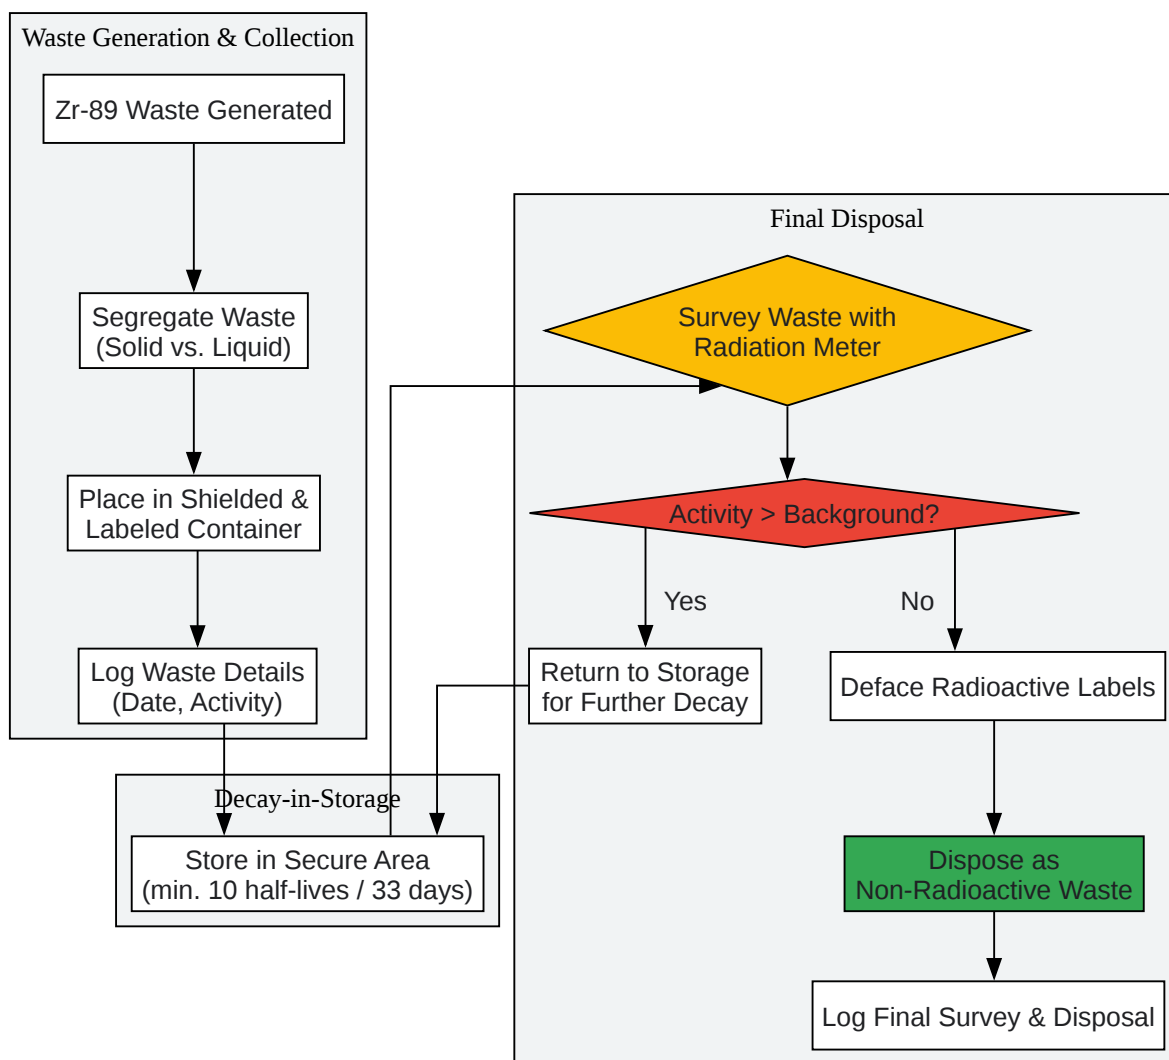 Waste Generation & Collection
Zr-89 Waste Generated
Segregate Waste
(Solid vs. Liquid)
Place in Shielded &
Labeled Container
Log Waste Details
(Date, Activity)
Decay-in-Storage
Store in Secure Area
(min. 10 half-lives / 33 days)
Final Disposal
Survey Waste with
Radiation Meter
Activity > Background?
Yes
No
Return to Storage
for Further Decay
Deface Radioactive Labels
Dispose as
Non-Radioactive Waste
Log Final Survey & Disposal